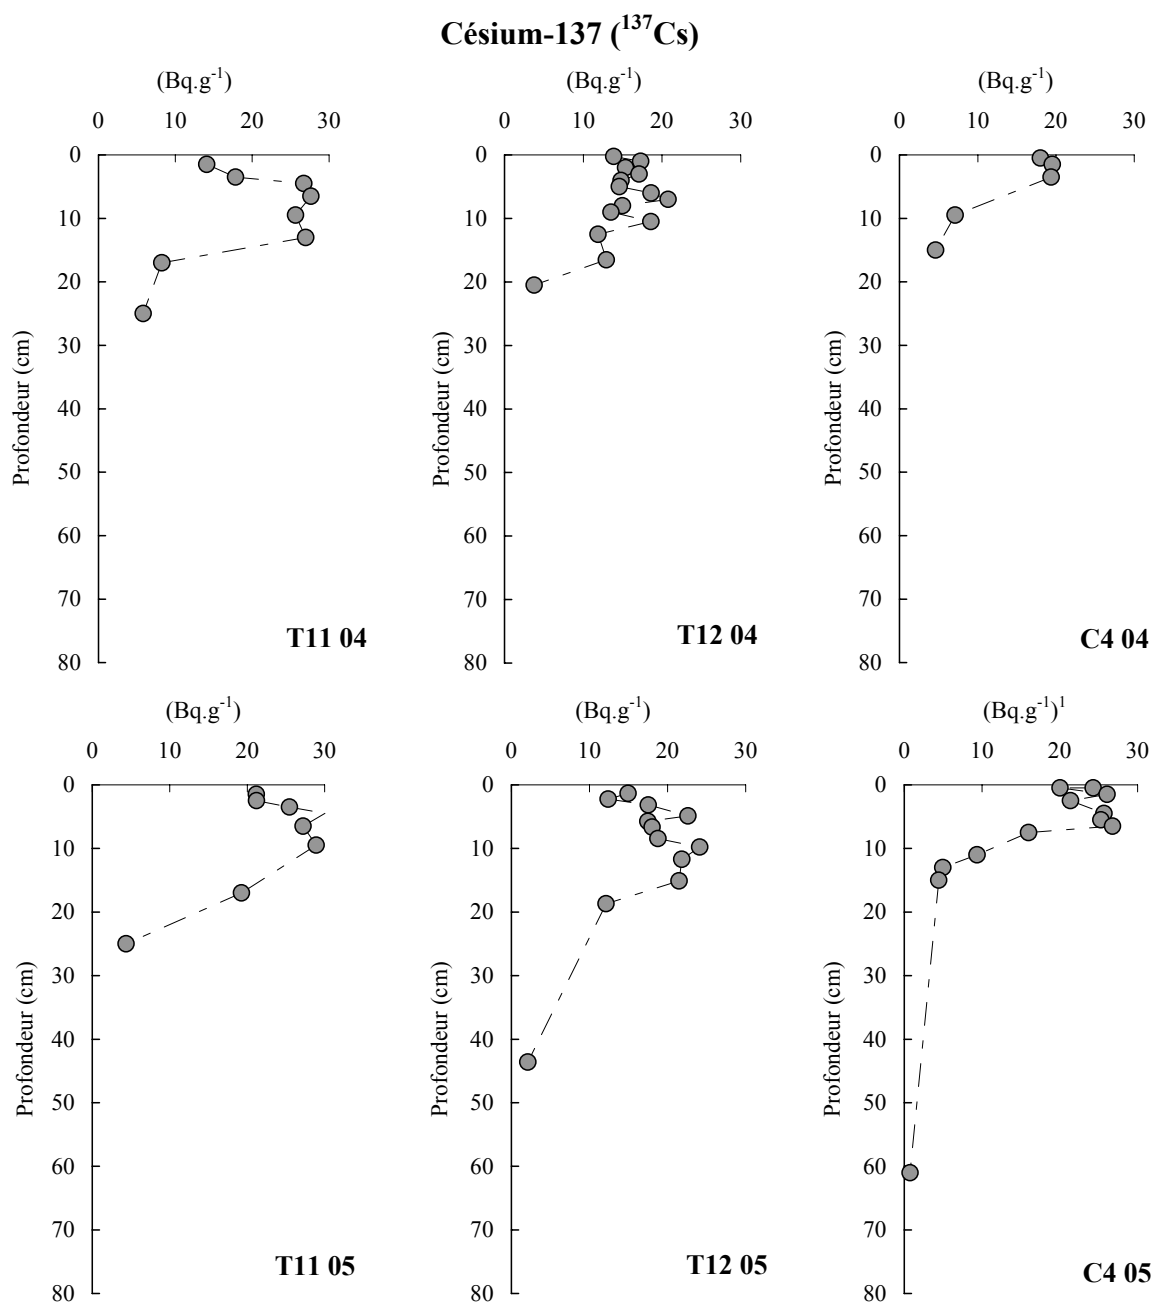 Césium-137 (¹³⁷Cs)
(Bq.g⁻¹) (Bq.g⁻¹) (Bq.g⁻¹)
0 10 20 30 0 10 20 30 0 10 20 30
0 0 0
10 10 10
20 20 20
30 30 30
40 40 40
50 50 50
60 60 60
70 70 70
80 80 80
Profondeur (cm) Profondeur (cm) Profondeur (cm)
T11 04 T12 04 C4 04
(Bq.g⁻¹) (Bq.g⁻¹) (Bq.g⁻¹)¹
0 10 20 30 0 10 20 30 0 10 20 30
0 0 0
10 10 10
20 20 20
30 30 30
40 40 40
50 50 50
60 60 60
70 70 70
80 80 80
Profondeur (cm) Profondeur (cm) Profondeur (cm)
T11 05 T12 05 C4 05